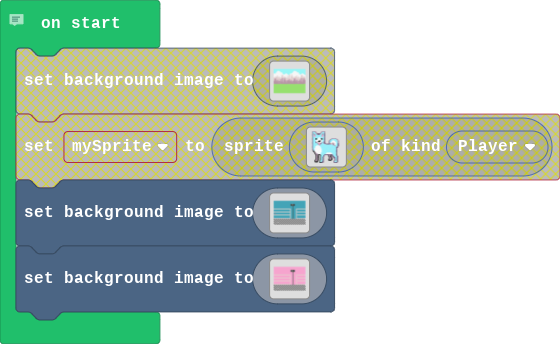 on start
set background image to
set mySprite to sprite of kind Player
set background image to
set background image to